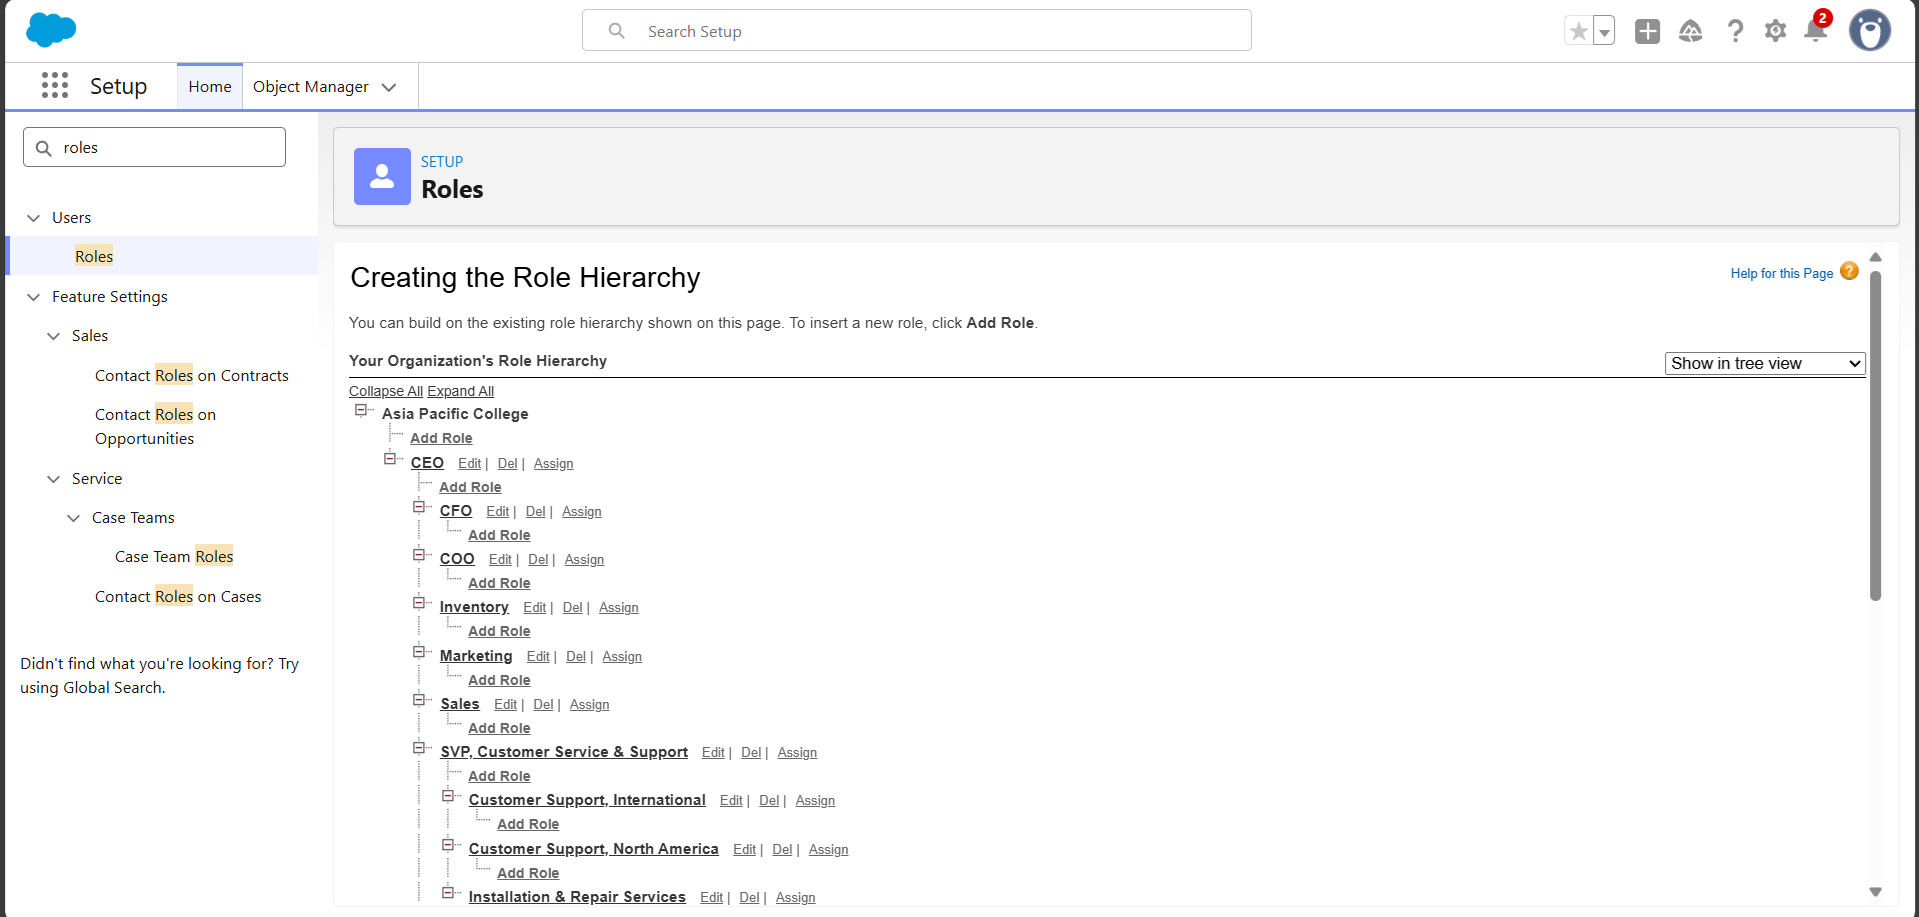 Search Setup
2
Setup
Home
Object Manager
roles
Users
Roles
Feature Settings
Sales
Contact Roles on Contracts
Contact Roles on
Opportunities
Service
Case Teams
Case Team Roles
Contact Roles on Cases
Didn't find what you're looking for? Try
using Global Search.
SETUP
Roles
Creating the Role Hierarchy
Help for this Page ?
You can build on the existing role hierarchy shown on this page. To insert a new role, click Add Role.
Your Organization's Role Hierarchy
Show in tree view
Collapse All Expand All
Asia Pacific College
Add Role
CEO Edit | Del | Assign
Add Role
CFO Edit | Del | Assign
Add Role
COO Edit | Del | Assign
Add Role
Inventory Edit | Del | Assign
Add Role
Marketing Edit | Del | Assign
Add Role
Sales Edit | Del | Assign
Add Role
SVP, Customer Service & Support Edit | Del | Assign
Add Role
Customer Support, International Edit | Del | Assign
Add Role
Customer Support, North America Edit | Del | Assign
Add Role
Installation & Repair Services Edit | Del | Assign